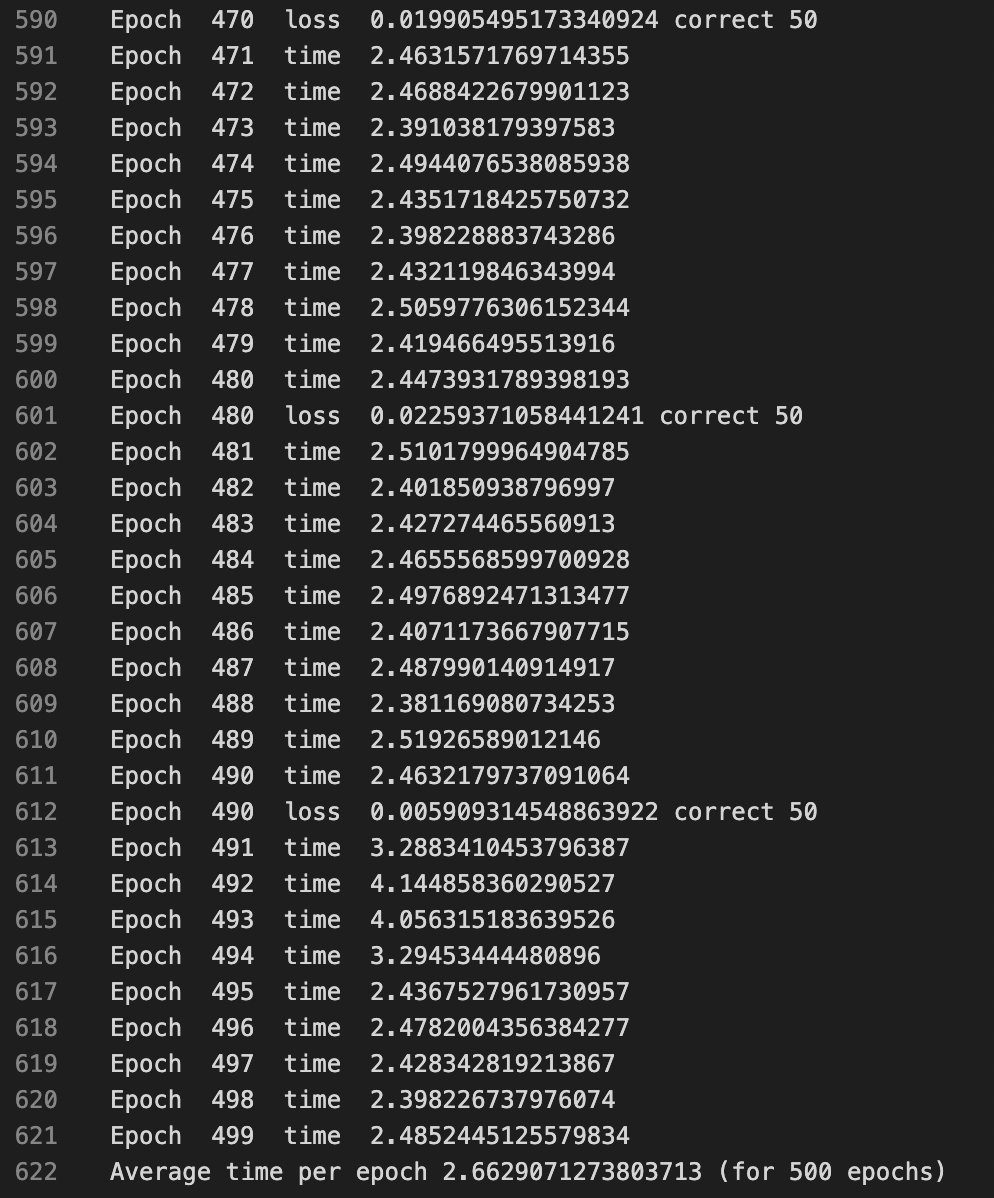 590 Epoch 470 loss 0.019905495173340924 correct 50
591 Epoch 471 time 2.4631571769714355
592 Epoch 472 time 2.4688422679901123
593 Epoch 473 time 2.391038179397583
594 Epoch 474 time 2.4944076538085938
595 Epoch 475 time 2.4351718425750732
596 Epoch 476 time 2.398228883743286
597 Epoch 477 time 2.432119846343994
598 Epoch 478 time 2.5059776306152344
599 Epoch 479 time 2.419466495513916
600 Epoch 480 time 2.4473931789398193
601 Epoch 480 loss 0.02259371058441241 correct 50
602 Epoch 481 time 2.5101799964904785
603 Epoch 482 time 2.401850938796997
604 Epoch 483 time 2.427274465560913
605 Epoch 484 time 2.4655568599700928
606 Epoch 485 time 2.4976892471313477
607 Epoch 486 time 2.4071173667907715
608 Epoch 487 time 2.487990140914917
609 Epoch 488 time 2.381169080734253
610 Epoch 489 time 2.51926589012146
611 Epoch 490 time 2.4632179737091064
612 Epoch 490 loss 0.005909314548863922 correct 50
613 Epoch 491 time 3.2883410453796387
614 Epoch 492 time 4.144858360290527
615 Epoch 493 time 4.056315183639526
616 Epoch 494 time 3.29453444480896
617 Epoch 495 time 2.4367527961730957
618 Epoch 496 time 2.4782004356384277
619 Epoch 497 time 2.428342819213867
620 Epoch 498 time 2.398226737976074
621 Epoch 499 time 2.4852445125579834
622 Average time per epoch 2.6629071273803713 (for 500 epochs)